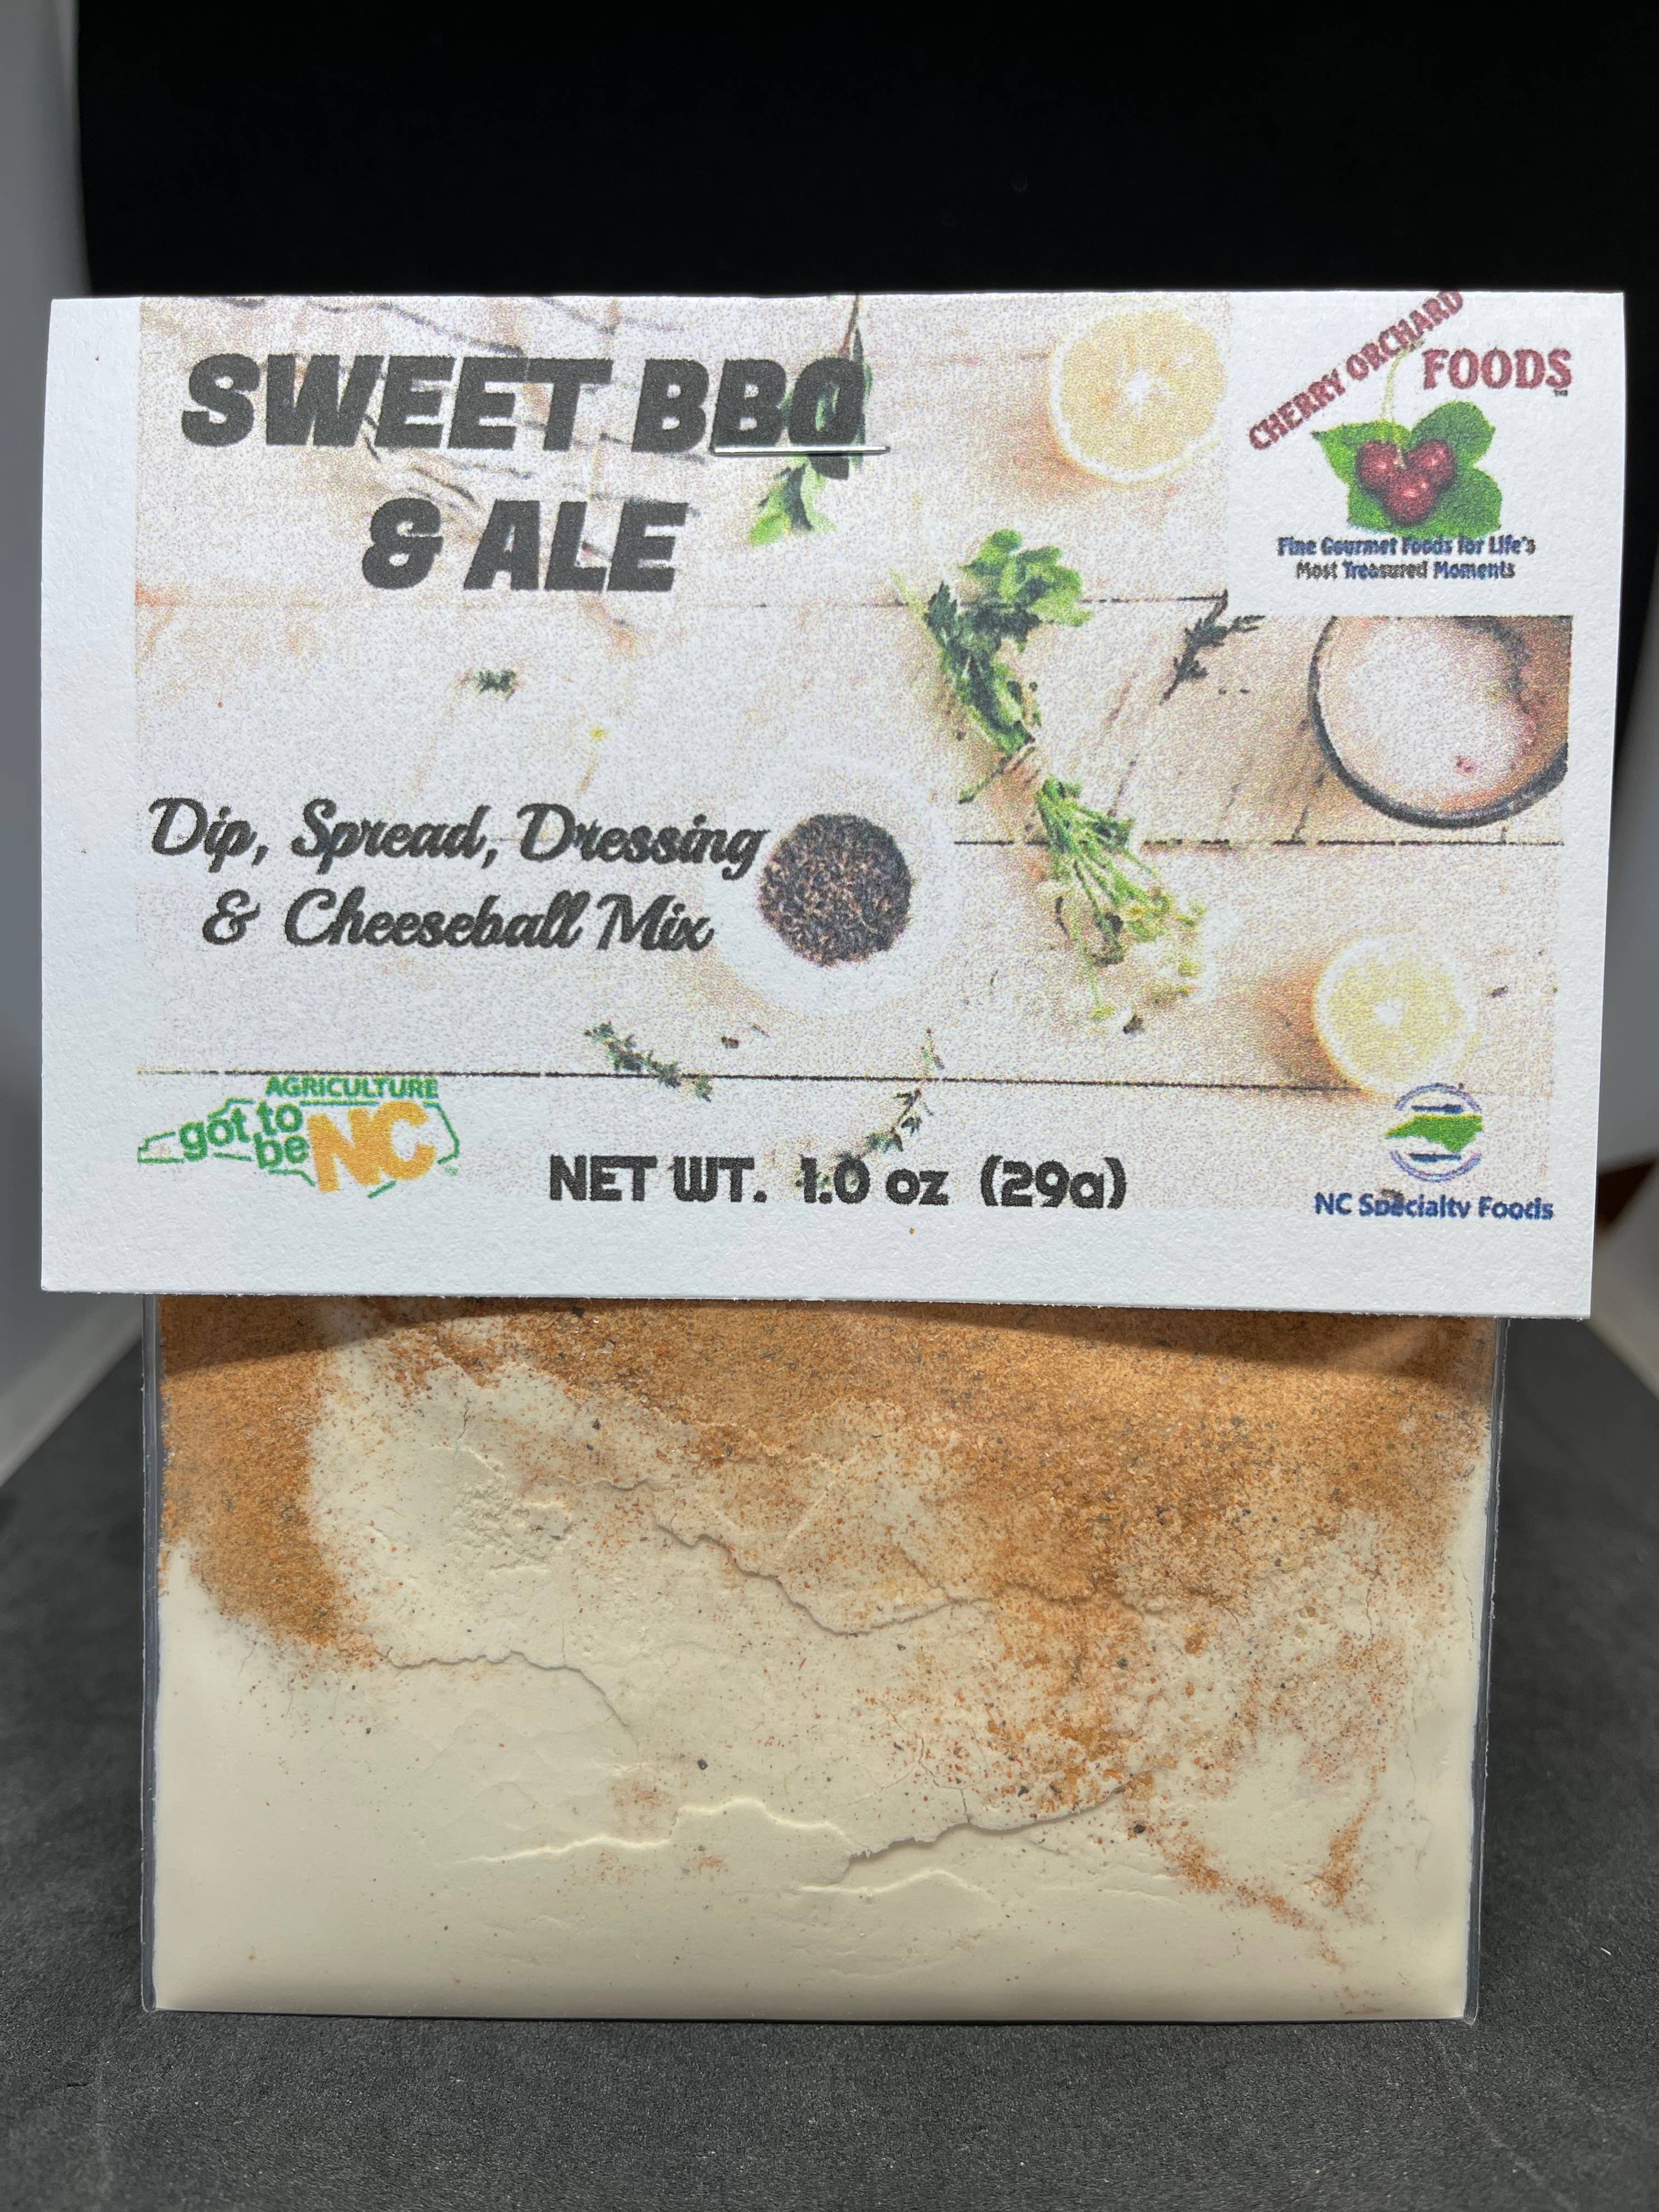 SWEET BBQ
& ALE
CHERRY ORCHARD
FOODS
TM
Fine Gourmet Foods for Life's
Most Treasured Moments
Dip, Spread, Dressing
& Cheeseball Mix
AGRICULTURE
got to
be NC
NET WT. 1.0 oz (29g)
NC Specialty Foods